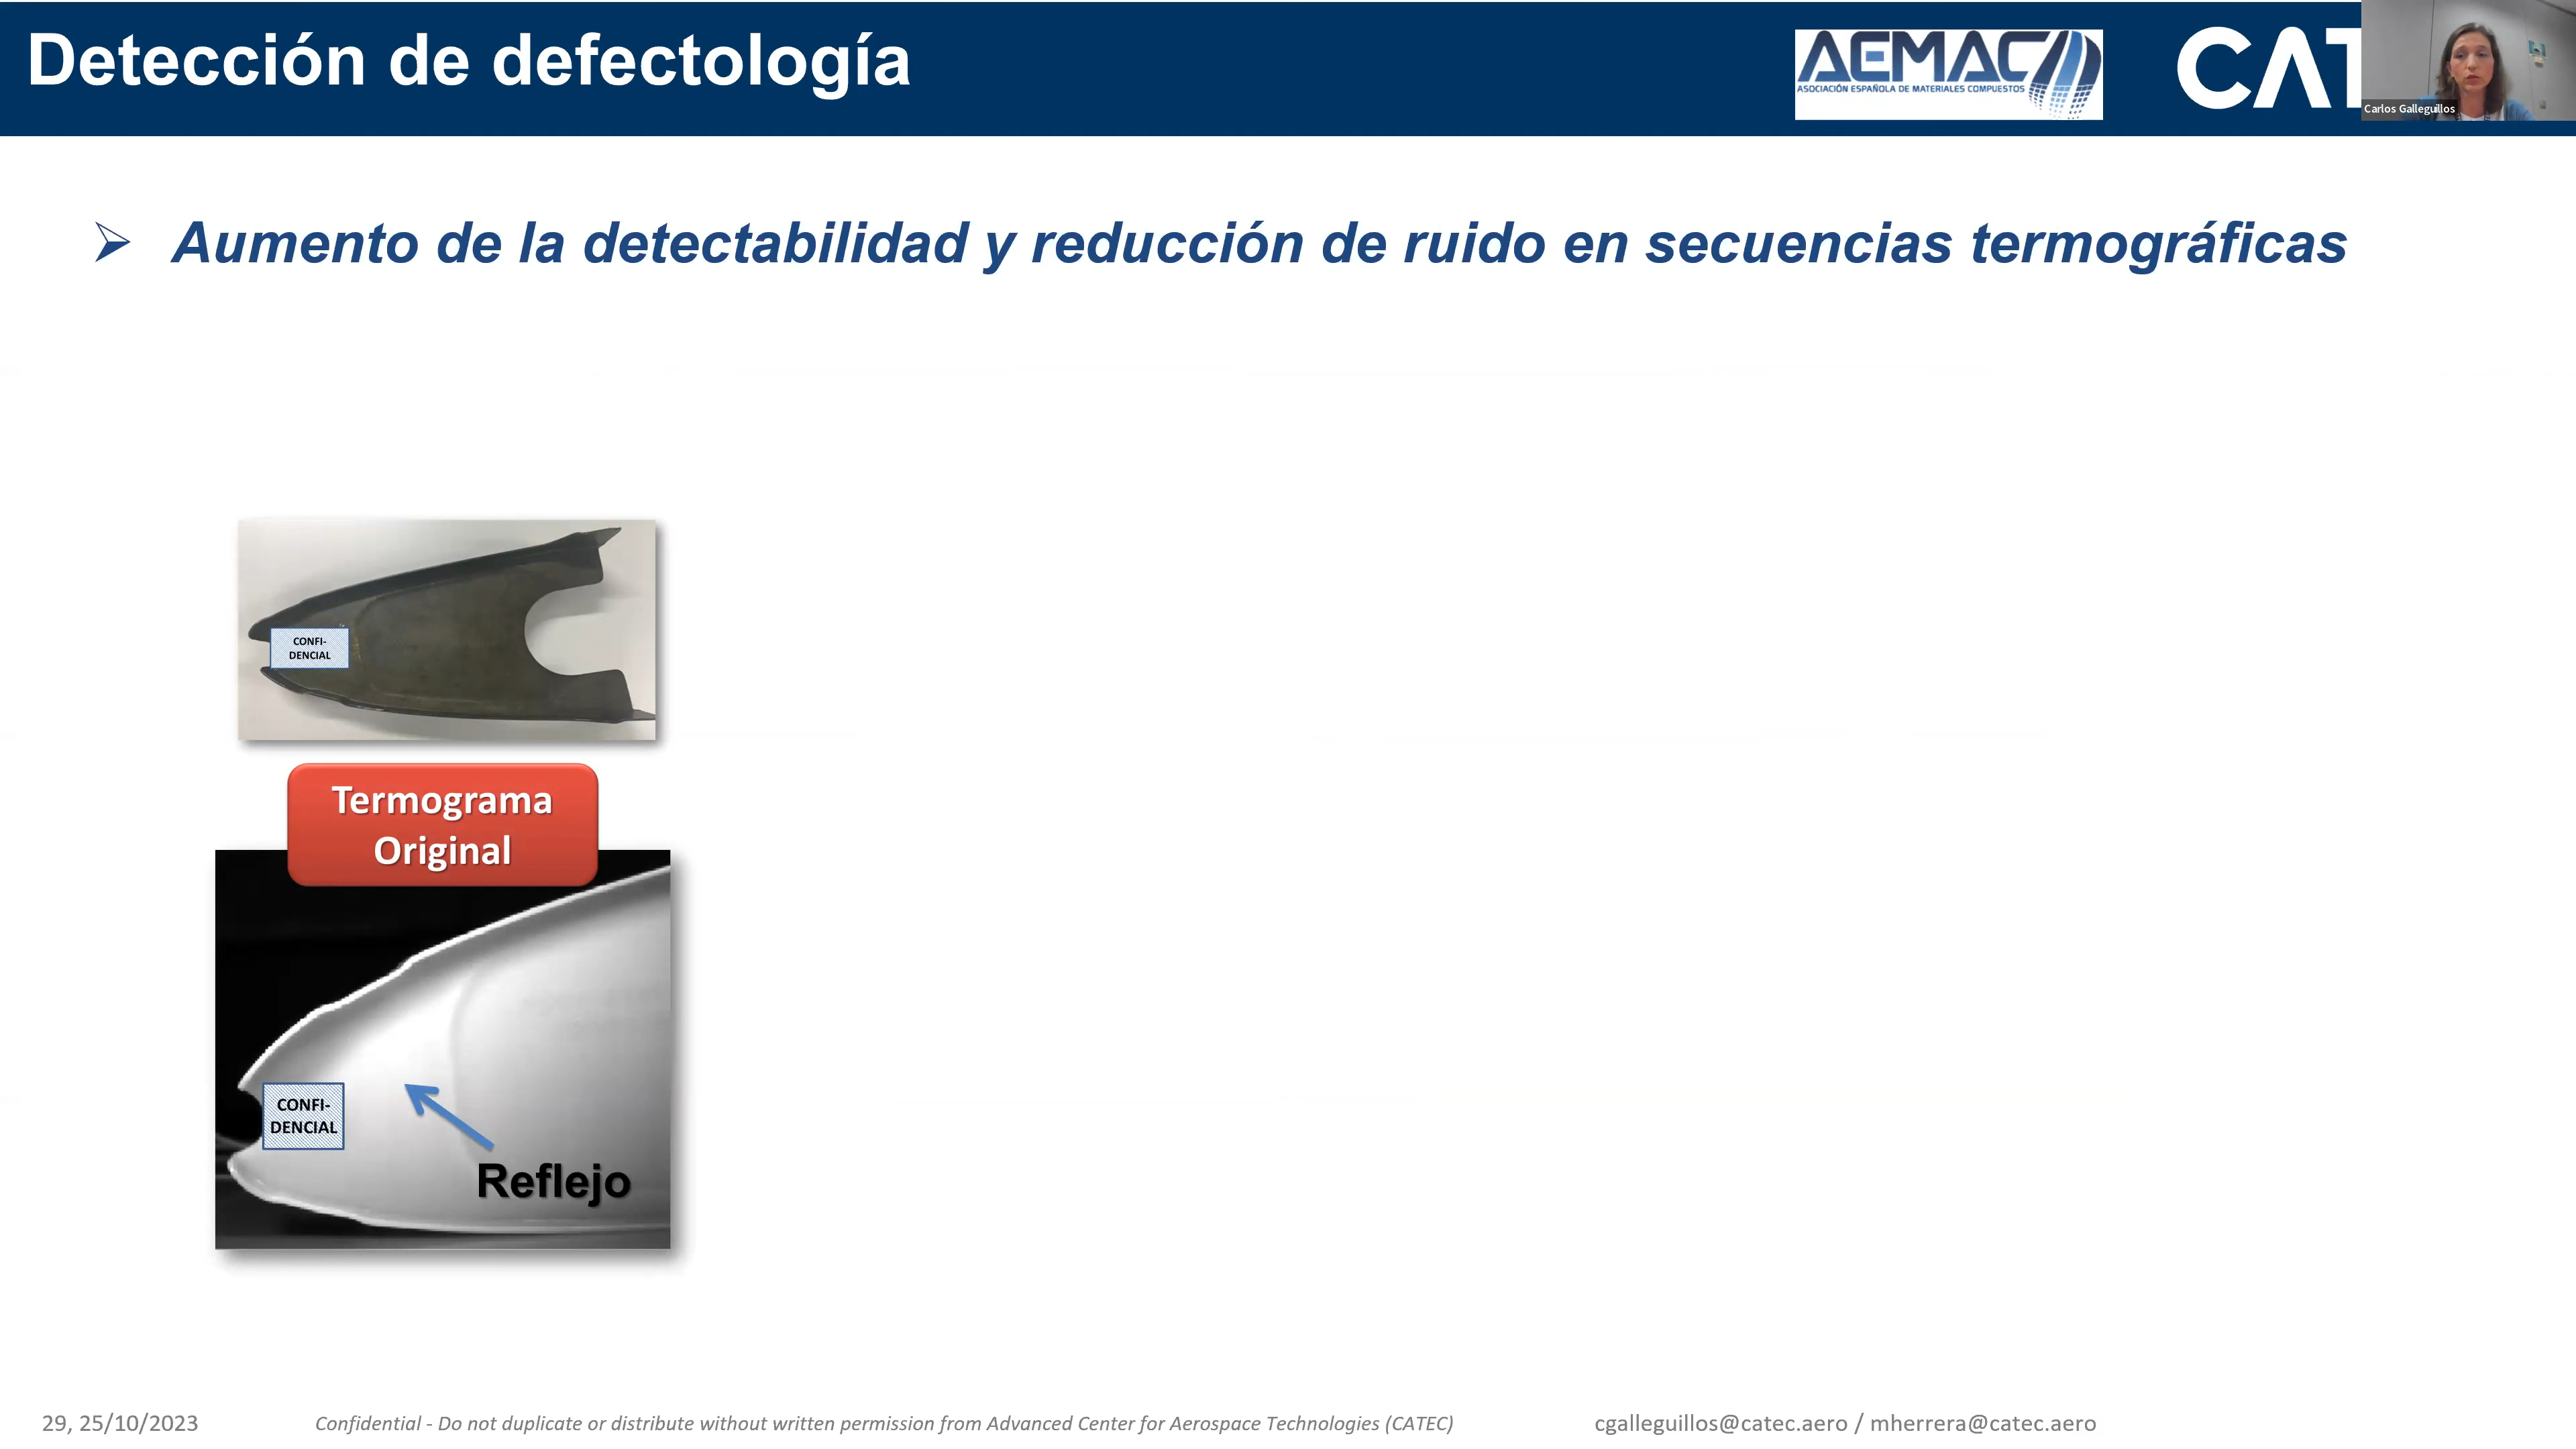 Detección de defectología
AEMAC
ASOCIACIÓN ESPAÑOLA DE MATERIALES COMPUESTOS
CAT
Carlos Galleguillos
Aumento de la detectabilidad y reducción de ruido en secuencias termográficas
CONFI-
DENCIAL
Termograma
Original
CONFI-
DENCIAL
Reflejo
29, 25/10/2023
Confidential - Do not duplicate or distribute without written permission from Advanced Center for Aerospace Technologies (CATEC)
cgalleguillos@catec.aero / mherrera@catec.aero